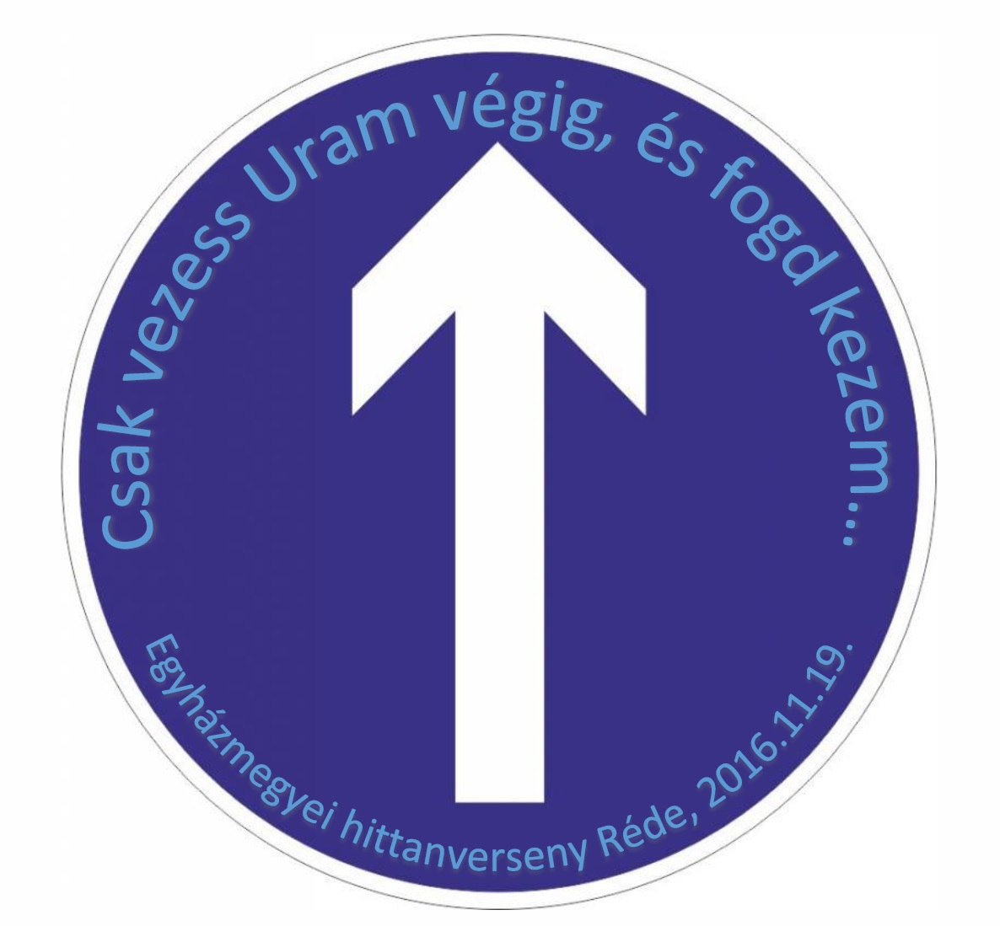 Csak vezess Uram végig, és fogd kezem...
Egyházmegyei hittanverseny Réde, 2016.11.19.